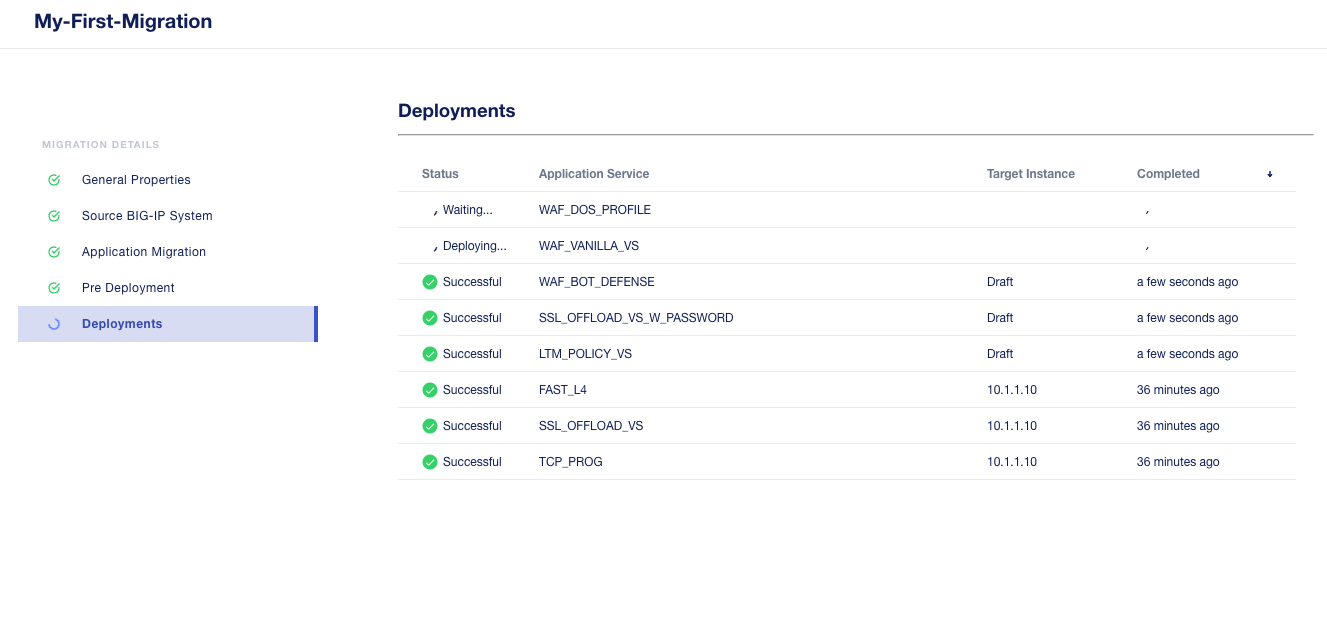 My-First-Migration
Deployments
MIGRATION DETAILS
General Properties
Source BIG-IP System
Application Migration
Pre Deployment
Deployments
Status Application Service Target Instance Completed
Waiting... WAF_DOS_PROFILE
Deploying... WAF_VANILLA_VS
Successful WAF_BOT_DEFENSE Draft a few seconds ago
Successful SSL_OFFLOAD_VS_W_PASSWORD Draft a few seconds ago
Successful LTM_POLICY_VS Draft a few seconds ago
Successful FAST_L4 10.1.1.10 36 minutes ago
Successful SSL_OFFLOAD_VS 10.1.1.10 36 minutes ago
Successful TCP_PROG 10.1.1.10 36 minutes ago